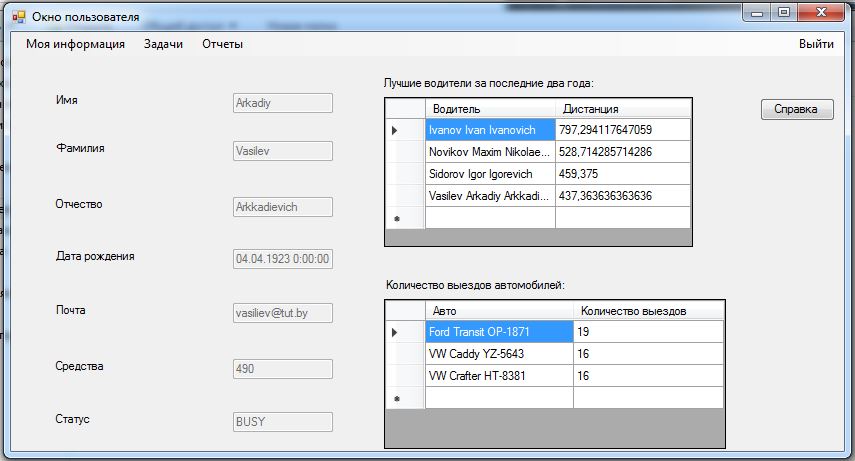 Окно пользователя
Моя информация Задачи Отчеты Выйти
Имя Arkadiy
Фамилия Vasilev
Отчество Arkkadievich
Дата рождения 04.04.1923 0:00:00
Почта vasiliev@tut.by
Средства 490
Статус BUSY
Лучшие водители за последние два года:
Водитель Дистанция
Ivanov Ivan Ivanovich 797,294117647059
Novikov Maxim Nikolae... 528,714285714286
Sidorov Igor Igorevich 459,375
Vasilev Arkadiy Arkkadi... 437,363636363636
Справка
Количество выездов автомобилей:
Авто Количество выездов
Ford Transit OP-1871 19
VW Caddy YZ-5643 16
VW Crafter HT-8381 16